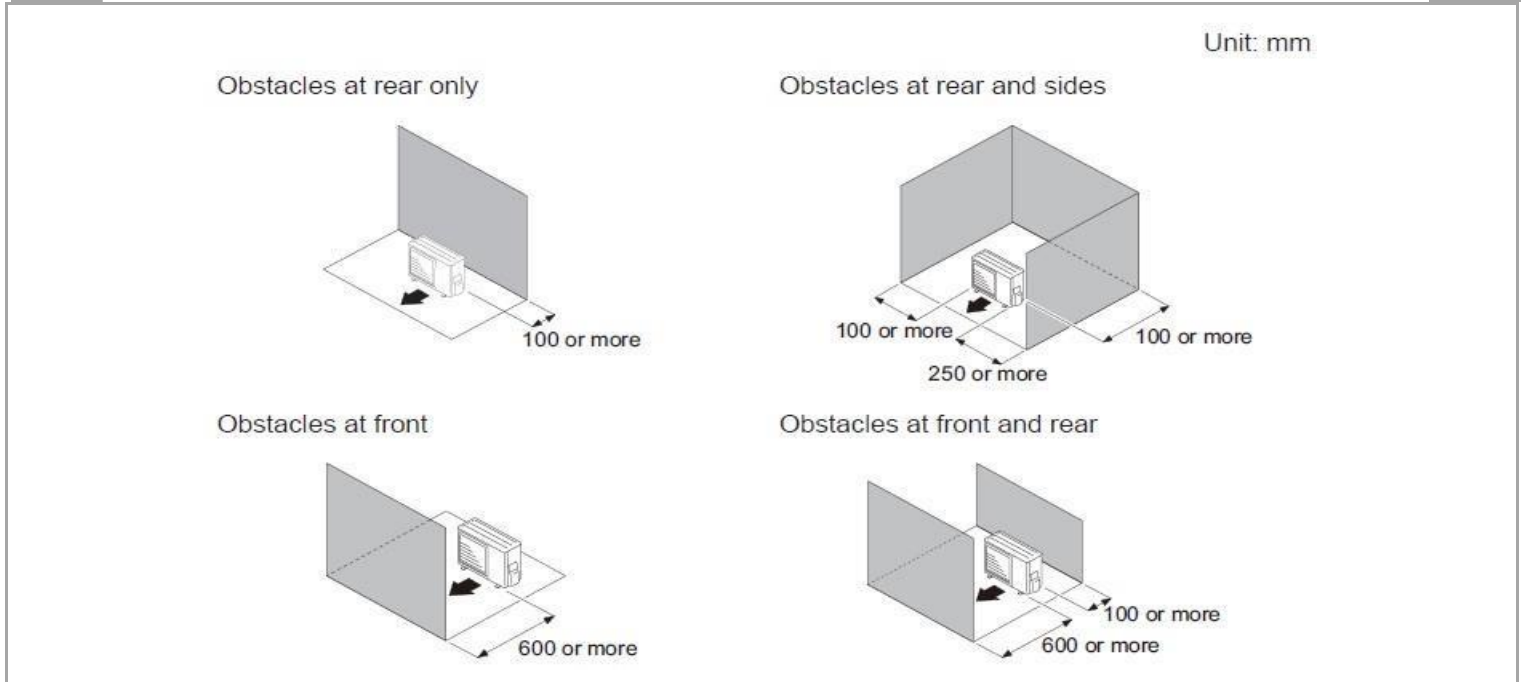 Unit: mm
Obstacles at rear only
Obstacles at rear and sides
100 or more
100 or more
100 or more
250 or more
Obstacles at front
Obstacles at front and rear
100 or more
600 or more
600 or more